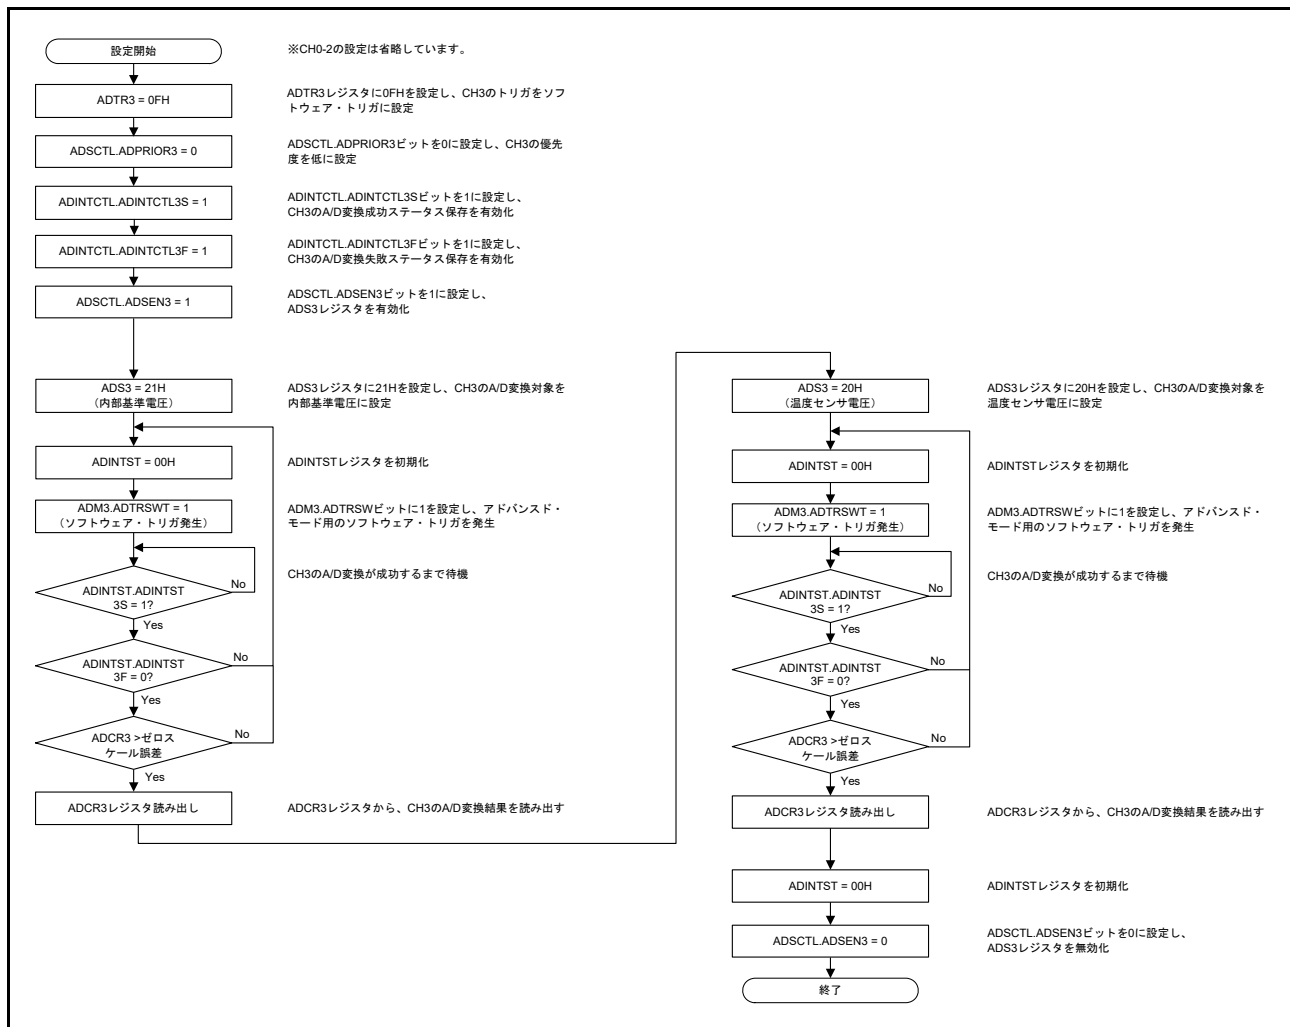 設定開始
※CH0-2の設定は省略しています。
ADTR3 = 0FH
ADTR3レジスタに0FHを設定し、CH3のトリガをソフ
トウェア・トリガに設定
ADSCTL.ADPRIOR3 = 0
ADSCTL.ADPRIOR3ビットを0に設定し、CH3の優先
度を低に設定
ADINTCTL.ADINTCTL3S = 1
ADINTCTL.ADINTCTL3Sビットを1に設定し、
CH3のA/D変換成功ステータス保存を有効化
ADINTCTL.ADINTCTL3F = 1
ADINTCTL.ADINTCTL3Fビットを1に設定し、
CH3のA/D変換失敗ステータス保存を有効化
ADSCTL.ADSEN3 = 1
ADSCTL.ADSEN3ビットを1に設定し、
ADS3レジスタを有効化
ADS3 = 21H
（内部基準電圧）
ADS3レジスタに21Hを設定し、CH3のA/D変換対象を
内部基準電圧に設定
ADINTST = 00H
ADINTSTレジスタを初期化
ADM3.ADTRSWT = 1
（ソフトウェア・トリガ発生）
ADM3.ADTRSWビットに1を設定し、アドバンスド・
モード用のソフトウェア・トリガを発生
CH3のA/D変換が成功するまで待機
ADINTST.ADINTST
3S = 1?
No
Yes
ADINTST.ADINTST
3F = 0?
No
Yes
ADCR3 >ゼロス
ケール誤差
No
Yes
ADCR3レジスタ読み出し
ADCR3レジスタから、CH3のA/D変換結果を読み出す
ADS3 = 20H
（温度センサ電圧）
ADS3レジスタに20Hを設定し、CH3のA/D変換対象を
温度センサ電圧に設定
ADINTST = 00H
ADINTSTレジスタを初期化
ADM3.ADTRSWT = 1
（ソフトウェア・トリガ発生）
ADM3.ADTRSWビットに1を設定し、アドバンスド・
モード用のソフトウェア・トリガを発生
CH3のA/D変換が成功するまで待機
ADINTST.ADINTST
3S = 1?
No
Yes
ADINTST.ADINTST
3F = 0?
No
Yes
ADCR3 >ゼロス
ケール誤差
No
Yes
ADCR3レジスタ読み出し
ADCR3レジスタから、CH3のA/D変換結果を読み出す
ADINTST = 00H
ADINTSTレジスタを初期化
ADSCTL.ADSEN3 = 0
ADSCTL.ADSEN3ビットを0に設定し、
ADS3レジスタを無効化
終了